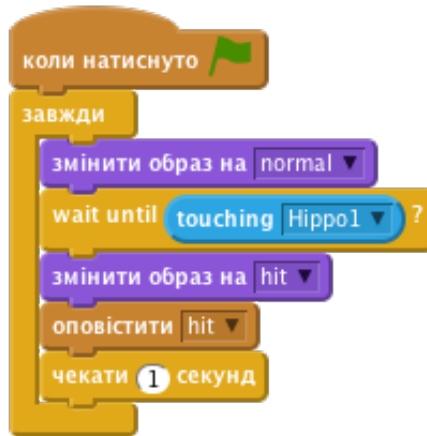 коли натиснуто
завжди
змінити образ на normal
wait until touching Hippo1 ?
змінити образ на hit
оповістити hit
чекати 1 секунд